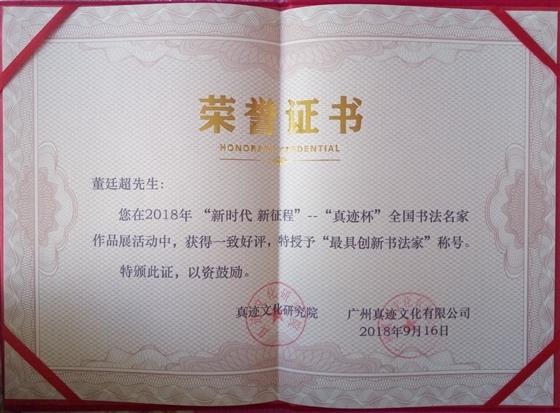 荣誉证书
HONORARY CREDENTIAL
董廷超先生:
您在2018年 “新时代 新征程”--“真迹杯”全国书法名家
作品展活动中，获得一致好评，特授予“最具创新书法家”称号。
特颁此证，以资鼓励。
真迹文化研究院 广州真迹文化有限公司
2018年9月16日